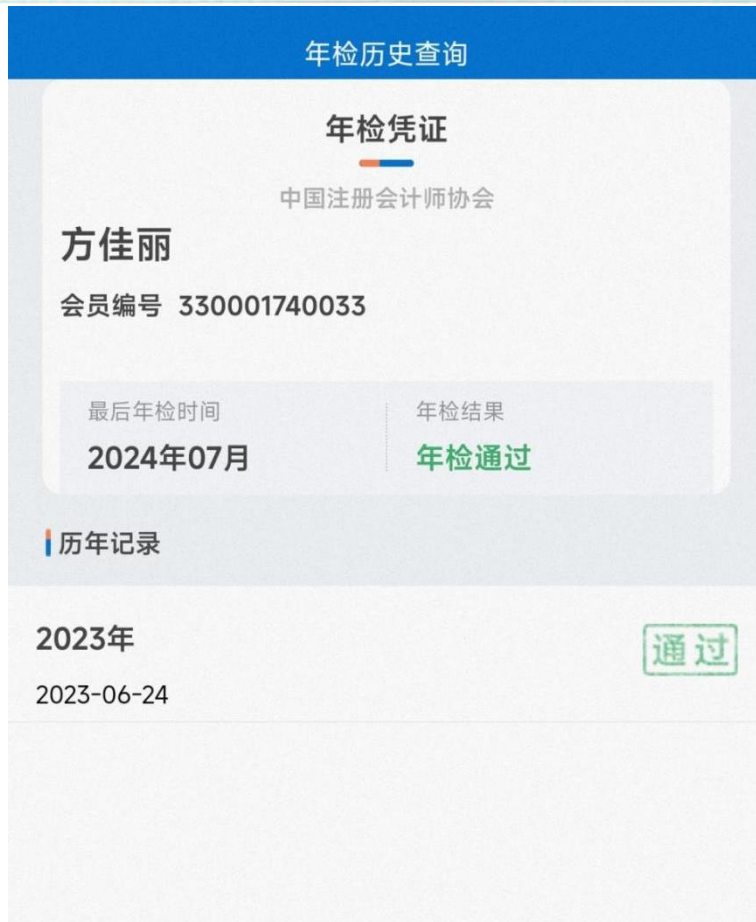 年检历史查询
年检凭证
中国注册会计师协会
方佳丽
会员编号 330001740033
最后年检时间 年检结果
2024年07月 年检通过
历年记录
2023年 通过
2023-06-24